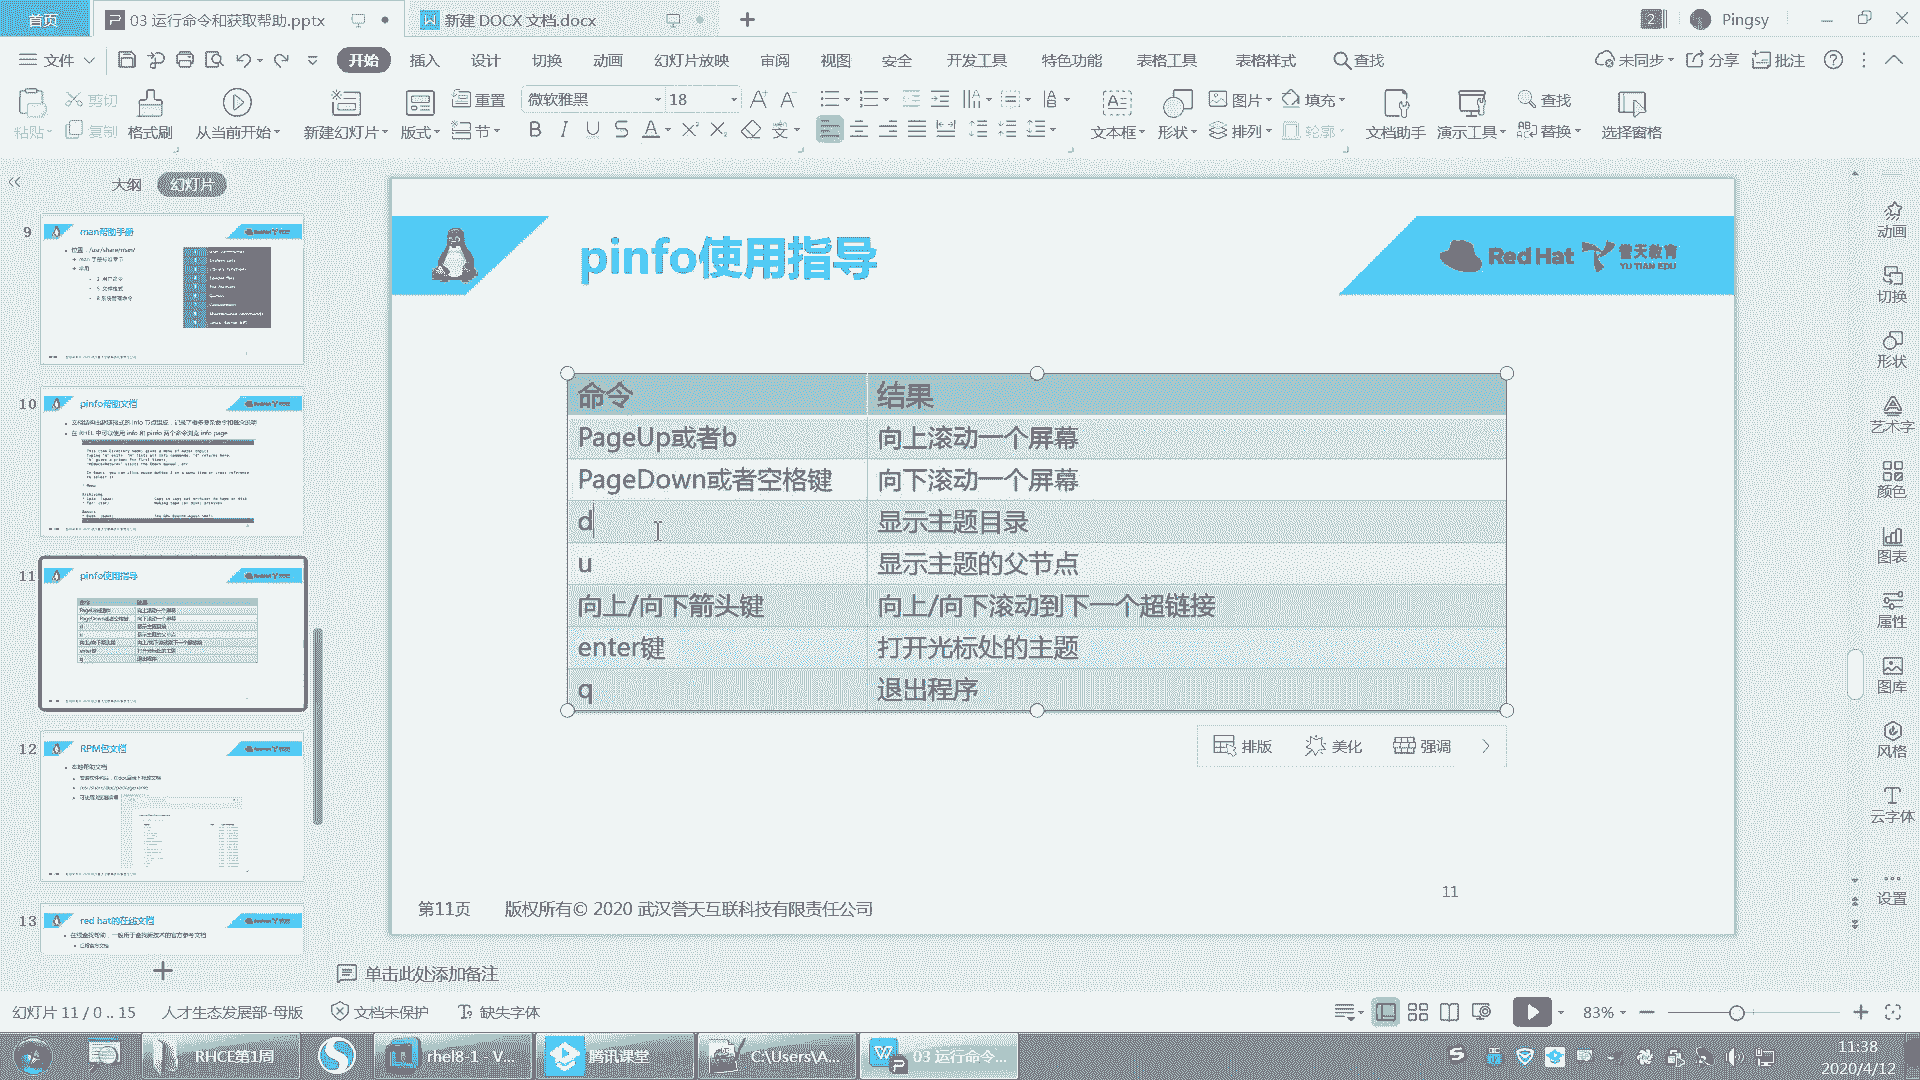 首页
03 运行命令和获取帮助.pptx
新建 DOCX 文档.docx
2
Pingsy
文件
开始 插入 设计 切换 动画 幻灯片放映 审阅 视图 安全 开发工具 特色功能 表格工具 表格样式 查找
未同步 分享 批注
粘贴 剪切 复制 格式刷
从当前开始
新建幻灯片 版式 重置 节
微软雅黑 18
文本框 形状 图片 排列 填充 轮廓
文档助手 演示工具 查找 替换 选择窗格
大纲 幻灯片
9
man帮助手册
10
pinfo帮助文档
11
pinfo使用指导
12
RPM包文档
13
red hat的在线文档
pinfo使用指导
Red Hat 誉天教育
YU TIAN EDU
命令 结果
PageUp或者b 向上滚动一个屏幕
PageDown或者空格键 向下滚动一个屏幕
d 显示主题目录
u 显示主题的父节点
向上/向下箭头键 向上/向下滚动到下一个超链接
enter键 打开光标处的主题
q 退出程序
排版 美化 强调
11
第11页 版权所有© 2020 武汉誉天互联科技有限责任公司
动画
切换
形状
艺术字
颜色
图表
属性
图库
风格
云字体
设置
单击此处添加备注
幻灯片 11 / 0 .. 15 人才生态发展部-母版 文档未保护 缺失字体
83%
RHCE第1周
rhel8-1 - V...
腾讯课堂
C:\Users\A...
03 运行命令...
11:38
2020/4/12